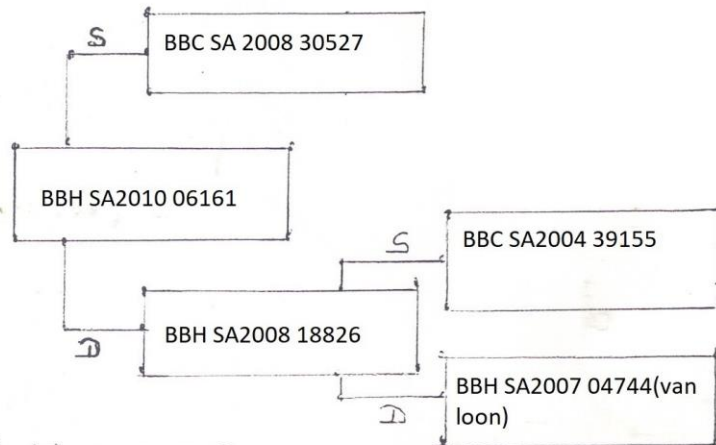 S
BBC SA 2008 30527
BBH SA2010 06161
S
BBC SA2004 39155
D
BBH SA2008 18826
D
BBH SA2007 04744(van
loon)